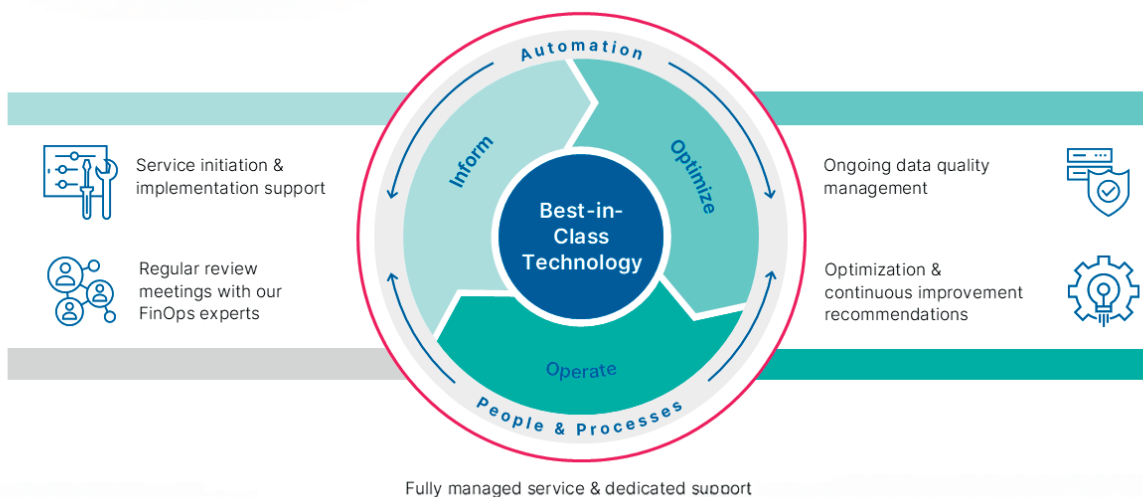 Automation
Inform
Optimize
Operate
Best-in-
Class
Technology
People & Processes
Service initiation &
implementation support
Regular review
meetings with our
FinOps experts
Ongoing data quality
management
Optimization &
continuous improvement
recommendations
Fully managed service & dedicated support